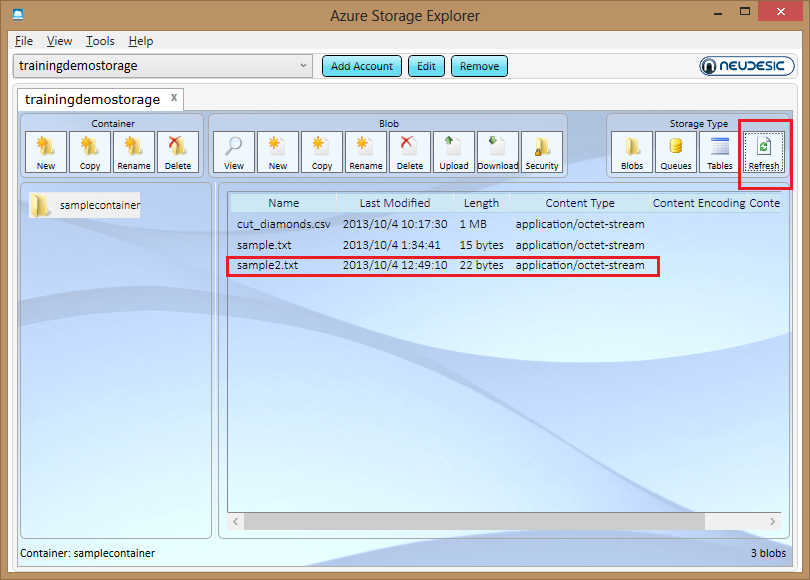 Azure Storage Explorer
File View Tools Help
trainingdemostorage Add Account Edit Remove NEUDESIC
trainingdemostorage x
Container Blob Storage Type
New Copy Rename Delete View New Copy Rename Delete Upload Download Security Blobs Queues Tables Refresh
samplecontainer
Name Last Modified Length Content Type Content Encoding Conte
cut_diamonds.csv 2013/10/4 10:17:30 1 MB application/octet-stream
sample.txt 2013/10/4 1:34:41 15 bytes application/octet-stream
sample2.txt 2013/10/4 12:49:10 22 bytes application/octet-stream
Container: samplecontainer 3 blobs